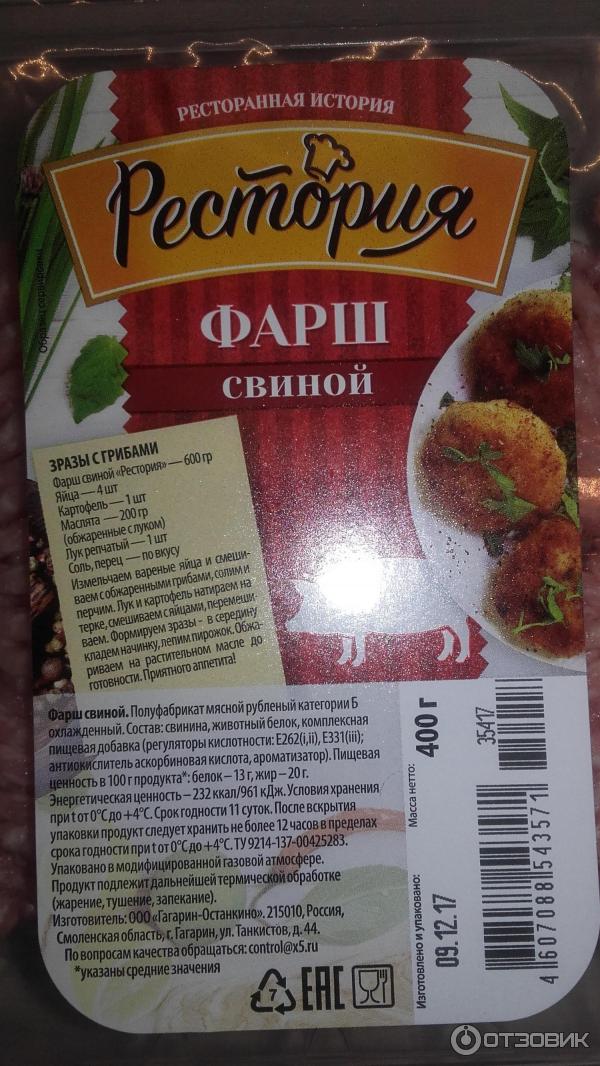 РЕСТОРАННАЯ ИСТОРИЯ
Рестория
ФАРШ
СВИНОЙ
ЗРАЗЫ С ГРИБАМИ
Фарш свиной «Рестория» — 600 гр
Яйца — 4 шт
Картофель — 1 шт
Маслята — 200 гр
(обжаренные с луком)
Лук репчатый — 1 шт
Соль, перец — по вкусу
Измельчаем вареные яйца и смеши-
ваем с обжаренными грибами, солим и
перчим. Лук и картофель натираем на
терке, смешиваем с яйцами, перемеши-
ваем. Формируем зразы - в середину
кладем начинку, лепим пирожок. Обжа-
риваем на растительном масле до
готовности. Приятного аппетита!
Фарш свиной. Полуфабрикат мясной рубленый категории Б
охлажденный. Состав: свинина, животный белок, комплексная
пищевая добавка (регуляторы кислотности: Е262(i,ii), Е331(iii);
антиокислитель аскорбиновая кислота, ароматизатор). Пищевая
ценность в 100 г продукта*: белок – 13 г, жир – 20 г.
Энергетическая ценность – 232 ккал/961 кДж. Условия хранения
при t от 0°С до +4°С. Срок годности 11 суток. После вскрытия
упаковки продукт следует хранить не более 12 часов в пределах
срока годности при t от 0°С до +4°С. ТУ 9214-137-00425283.
Упаковано в модифицированной газовой атмосфере.
Продукт подлежит дальнейшей термической обработке
(жарение, тушение, запекание).
Изготовитель: ООО «Гагарин-Останкино». 215010, Россия,
Смоленская область, г. Гагарин, ул. Танкистов, д. 44.
По вопросам качества обращаться: control@x5.ru
*указаны средние значения
7
EAC
Масса нетто: 400 г
Изготовлено и упаковано:
09.12.17
35417
4 607088 543571
ОТЗОВИК